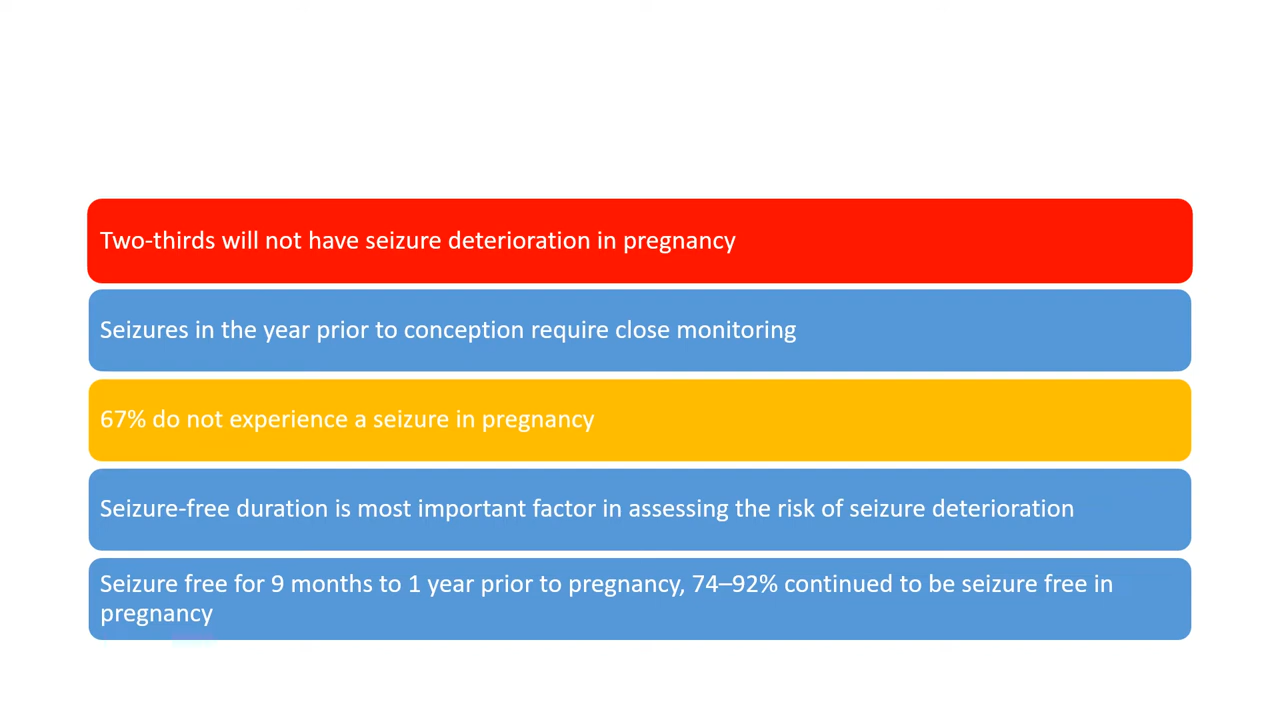 Two-thirds will not have seizure deterioration in pregnancy
Seizures in the year prior to conception require close monitoring
67% do not experience a seizure in pregnancy
Seizure-free duration is most important factor in assessing the risk of seizure deterioration
Seizure free for 9 months to 1 year prior to pregnancy, 74–92% continued to be seizure free in
pregnancy